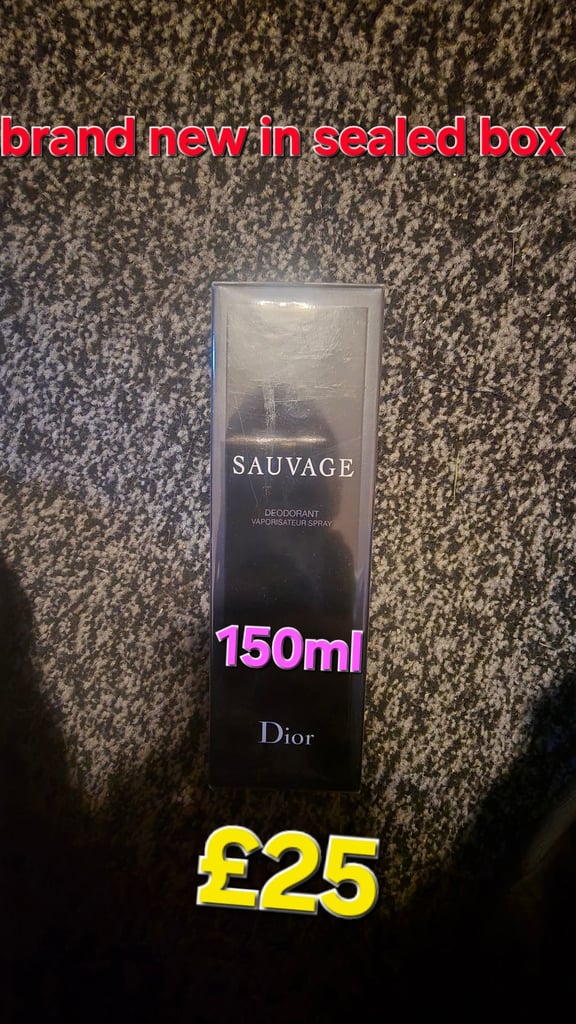 brand new in sealed box
SAUVAGE
DEODORANT
VAPORISATEUR SPRAY
150ml
Dior
£25